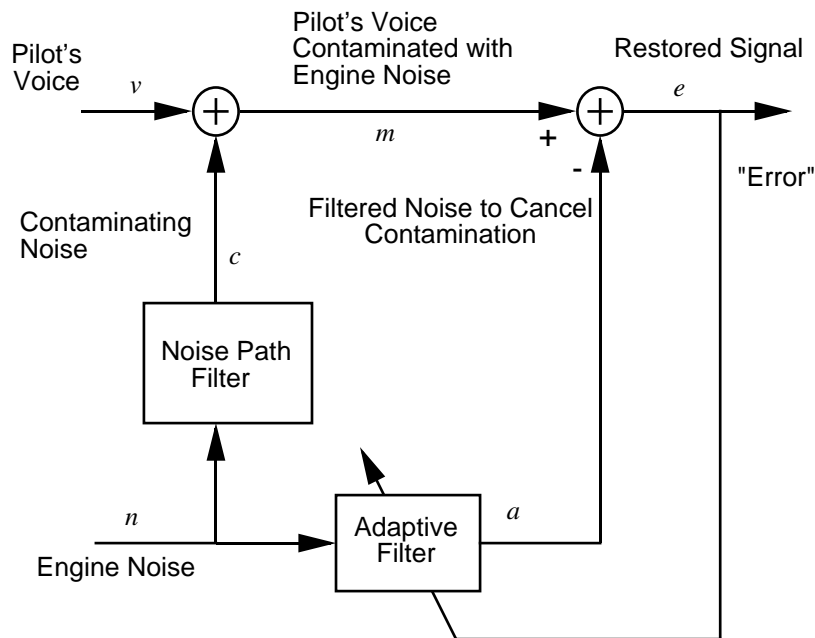 Pilot's
Voice
v
Pilot's Voice
Contaminated with
Engine Noise
m
Restored Signal
e
+
+
+
-
"Error"
Contaminating
Noise
c
Filtered Noise to Cancel
Contamination
Noise Path
Filter
n
Engine Noise
Adaptive
Filter
a